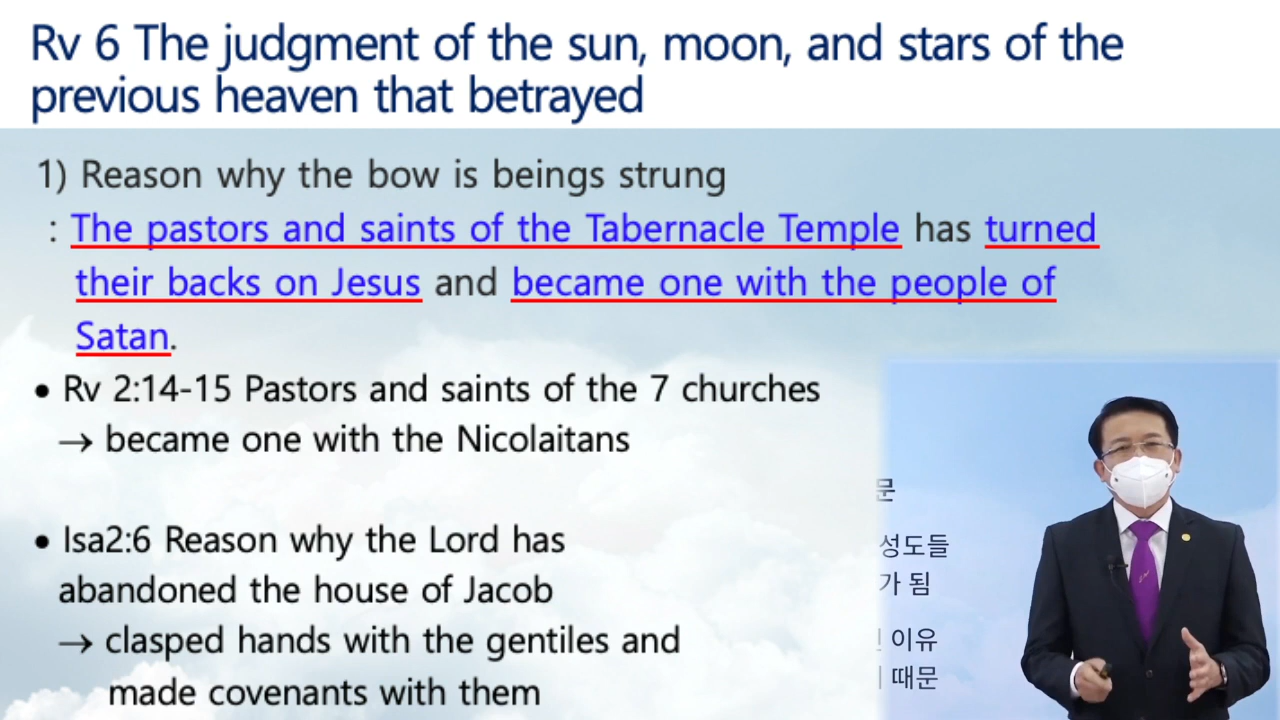 Rv 6 The judgment of the sun, moon, and stars of the
previous heaven that betrayed
1) Reason why the bow is beings strung
: The pastors and saints of the Tabernacle Temple has turned
their backs on Jesus and became one with the people of
Satan.
• Rv 2:14-15 Pastors and saints of the 7 churches
→ became one with the Nicolaitans
• Isa2:6 Reason why the Lord has
abandoned the house of Jacob
→ clasped hands with the gentiles and
made covenants with them
문
성도들
가 됨
이유
때문